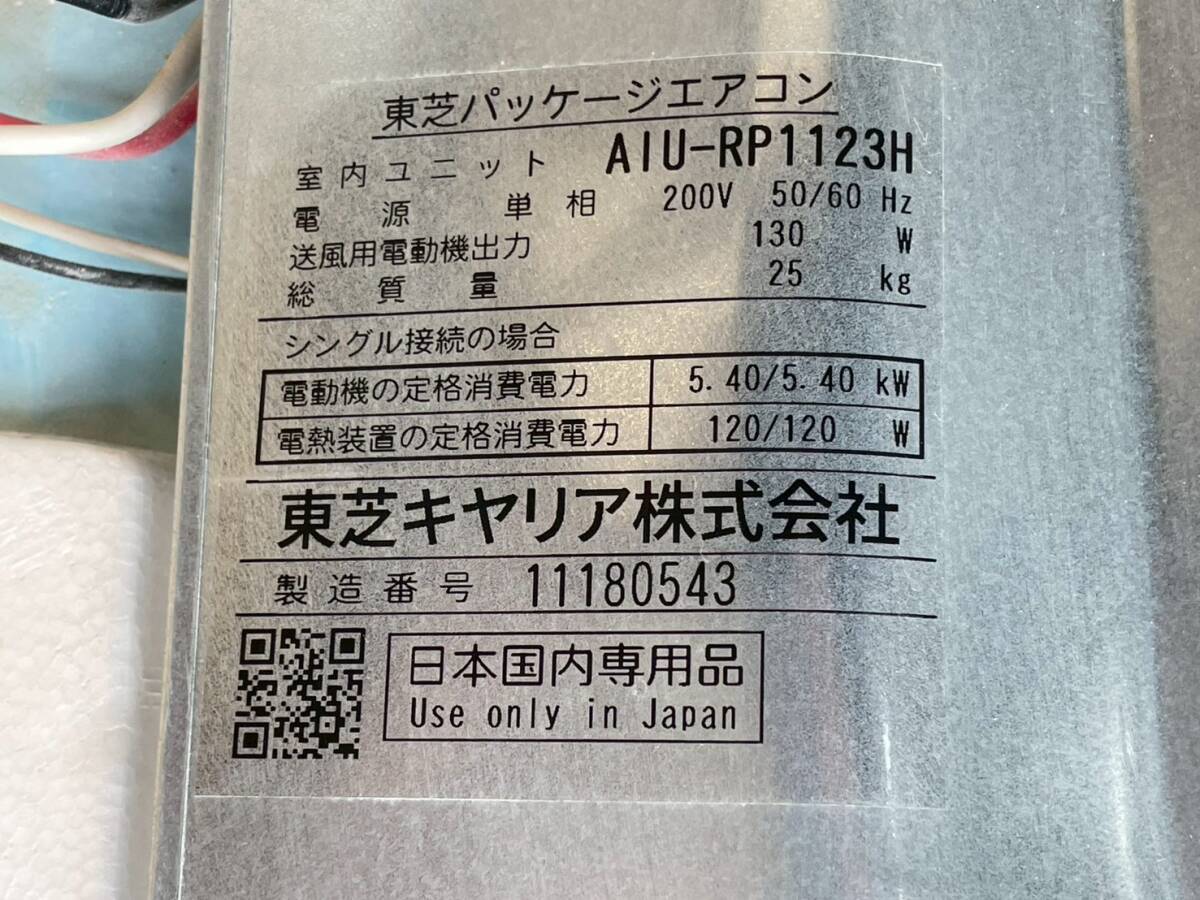 東芝パッケージエアコン
室内ユニット AIU-RP1123H
電源 単相 200V 50/60 Hz
送風用電動機出力 130 W
総質量 25 kg
シングル接続の場合
電動機の定格消費電力 5.40/5.40 kW
電熱装置の定格消費電力 120/120 W
東芝キヤリア株式会社
製造番号 11180543
日本国内専用品
Use only in Japan